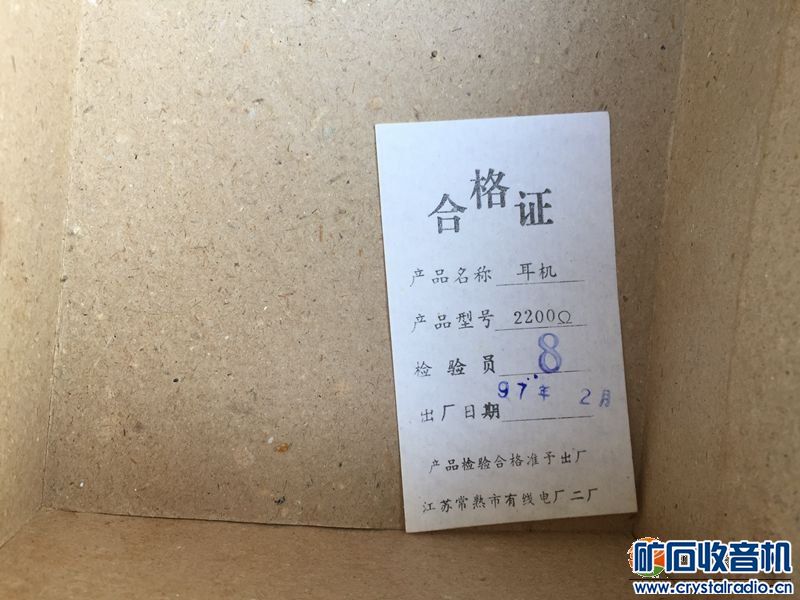 合格证
产品名称 耳机
产品型号 2200Ω
检验员 8
出厂日期 97年 2月
产品检验合格准予出厂
江苏常熟市有线电厂二厂
矿石收音机
www.crystalradio.cn